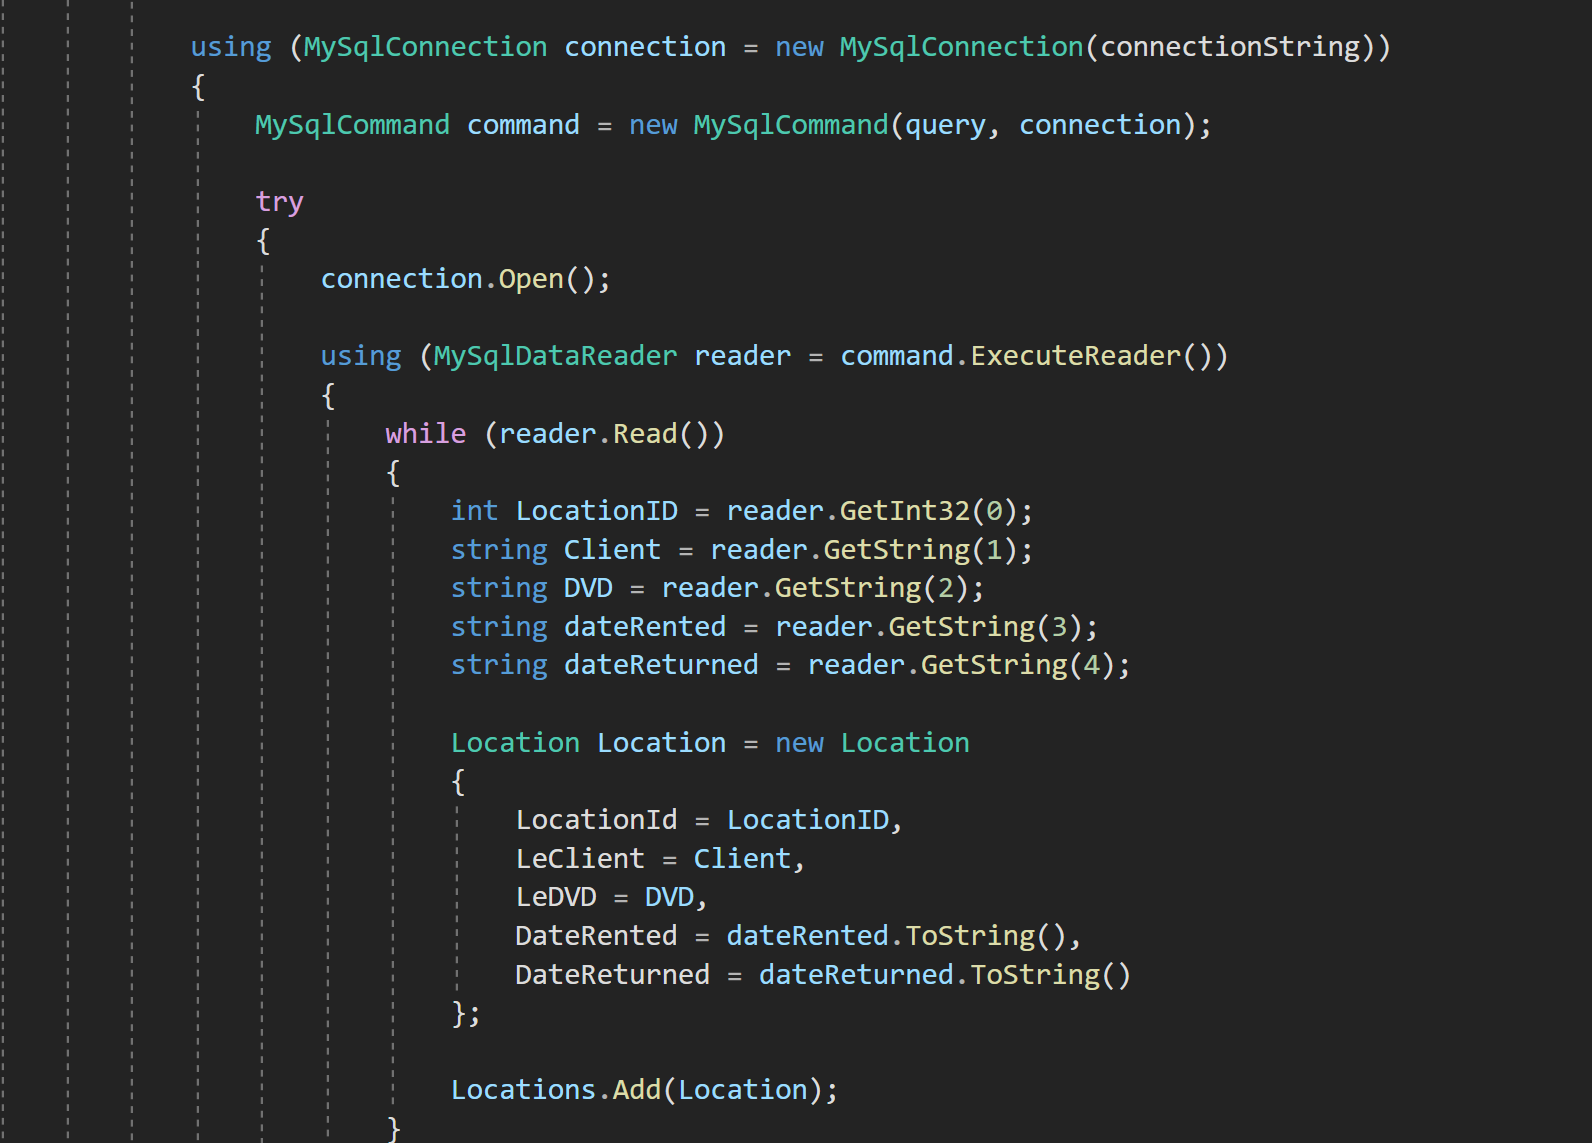 using (MySqlConnection connection = new MySqlConnection(connectionString))
{
MySqlCommand command = new MySqlCommand(query, connection);
try
{
connection.Open();
using (MySqlDataReader reader = command.ExecuteReader())
{
while (reader.Read())
{
int LocationID = reader.GetInt32(0);
string Client = reader.GetString(1);
string DVD = reader.GetString(2);
string dateRented = reader.GetString(3);
string dateReturned = reader.GetString(4);
Location Location = new Location
{
LocationId = LocationID,
LeClient = Client,
LeDVD = DVD,
DateRented = dateRented.ToString(),
DateReturned = dateReturned.ToString()
};
Locations.Add(Location);
}